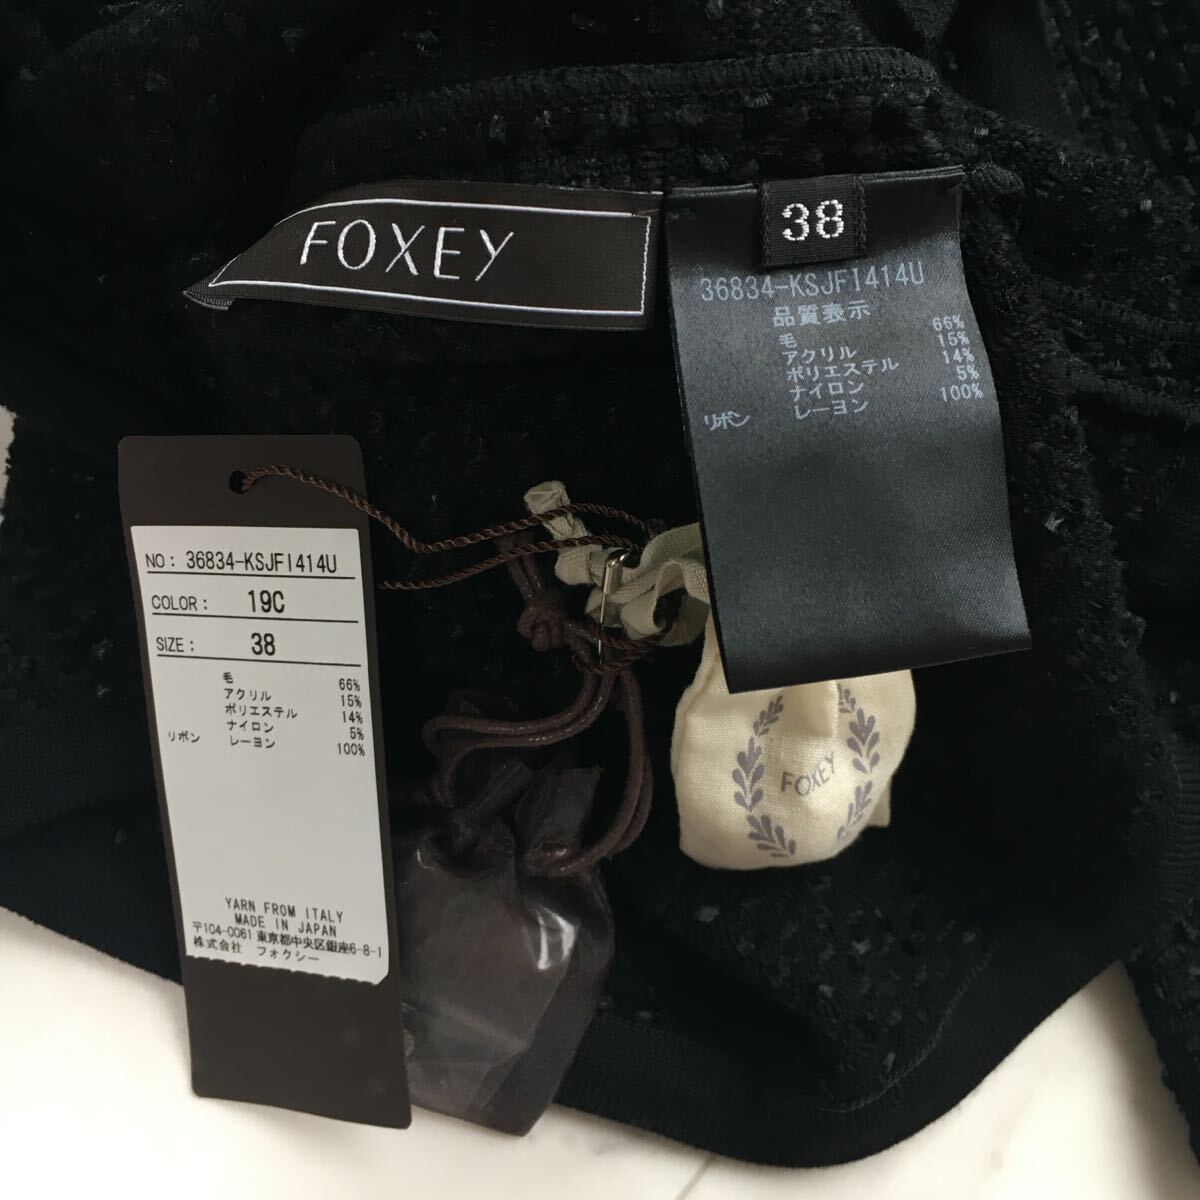 FOXEY
38
36834-KSJFI414U
品質表示
毛 66%
アクリル 15%
ポリエステル 14%
ナイロン 5%
リボン レーヨン 100%
NO: 36834-KSJFI414U
COLOR: 19C
SIZE: 38
毛 66%
アクリル 15%
ポリエステル 14%
ナイロン 5%
リボン レーヨン 100%
YARN FROM ITALY
MADE IN JAPAN
〒104-0061 東京都中央区銀座6-8-1
株式会社 フォクシー
FOXEY